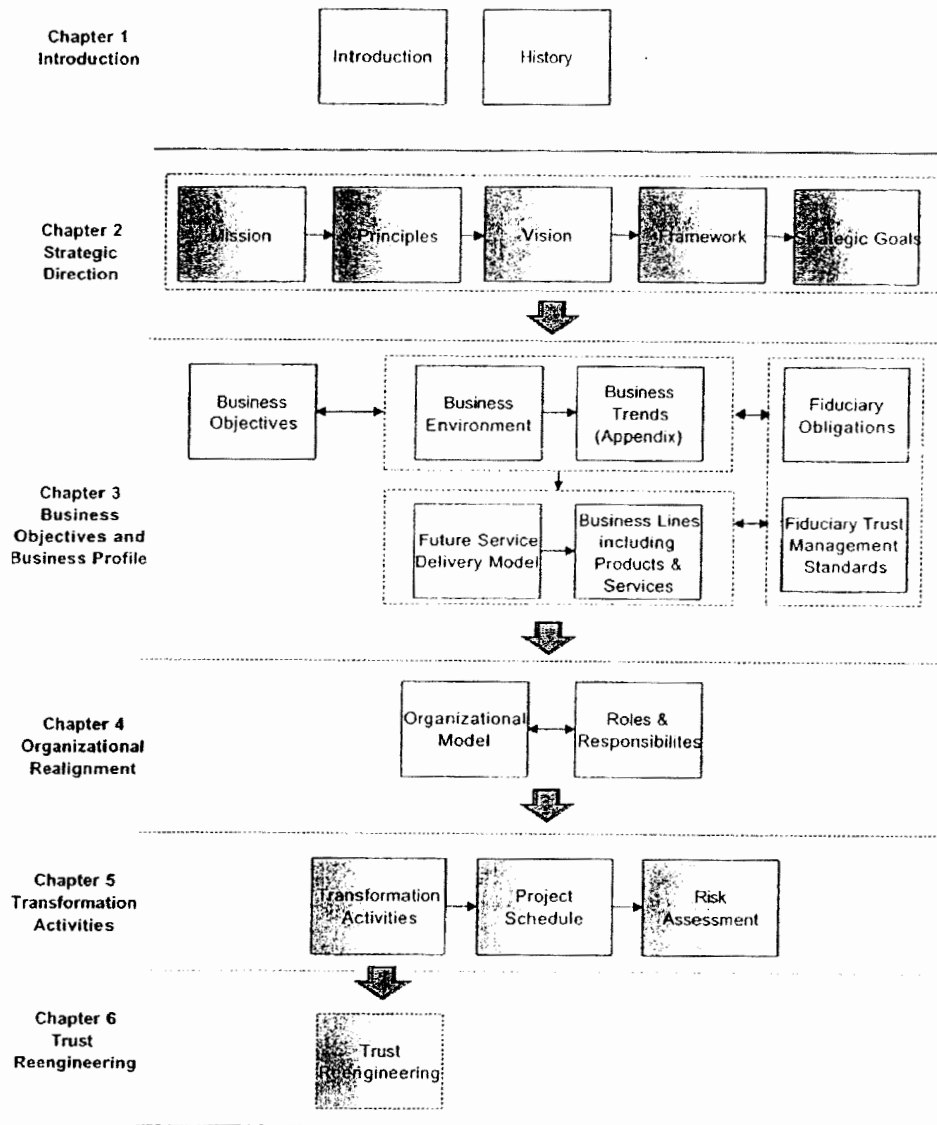 Chapter 1
Introduction
Introduction
History
Chapter 2
Strategic
Direction
Mission
Principles
Vision
Framework
Strategic Goals
Chapter 3
Business
Objectives and
Business Profile
Business
Objectives
Business
Environment
Business
Trends
(Appendix)
Fiduciary
Obligations
Future Service
Delivery Model
Business Lines
including
Products &
Services
Fiduciary Trust
Management
Standards
Chapter 4
Organizational
Realignment
Organizational
Model
Roles &
Responsibilites
Chapter 5
Transformation
Activities
Transformation
Activities
Project
Schedule
Risk
Assessment
Chapter 6
Trust
Reengineering
Trust
Reengineering